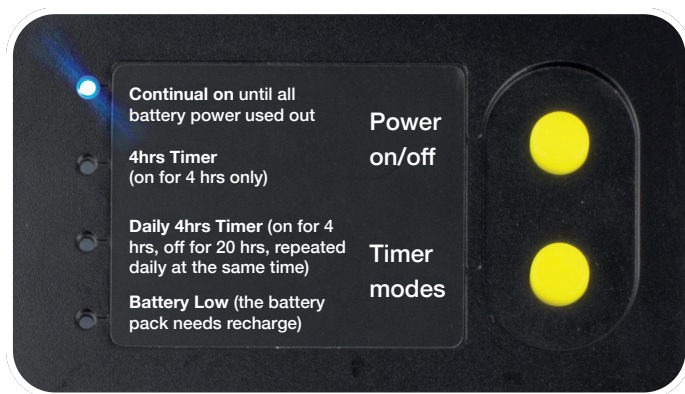 Continual on until all
battery power used out
4hrs Timer
(on for 4 hrs only)
Daily 4hrs Timer (on for 4
hrs, off for 20 hrs, repeated
daily at the same time)
Battery Low (the battery
pack needs recharge)
Power
on/off
Timer
modes